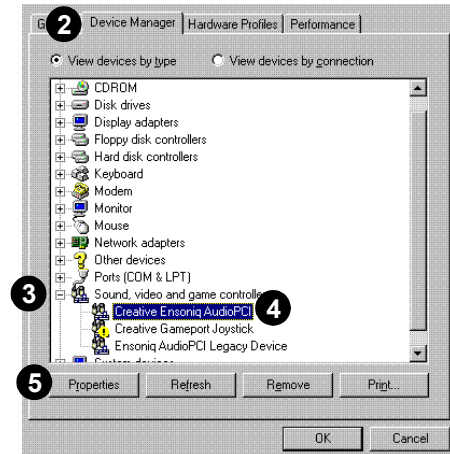 G 2 Device Manager Hardware Profiles Performance
View devices by type View devices by connection
CDROM
Disk drives
Display adapters
Floppy disk controllers
Hard disk controllers
Keyboard
Modem
Monitor
Mouse
Network adapters
Other devices
Ports (COM & LPT)
3 Sound, video and game controlle
Creative Ensoniq AudioPCI 4
Creative Gameport Joystick
Ensoniq AudioPCI Legacy Device
System devices
5 Properties Refresh Remove Print...
OK Cancel